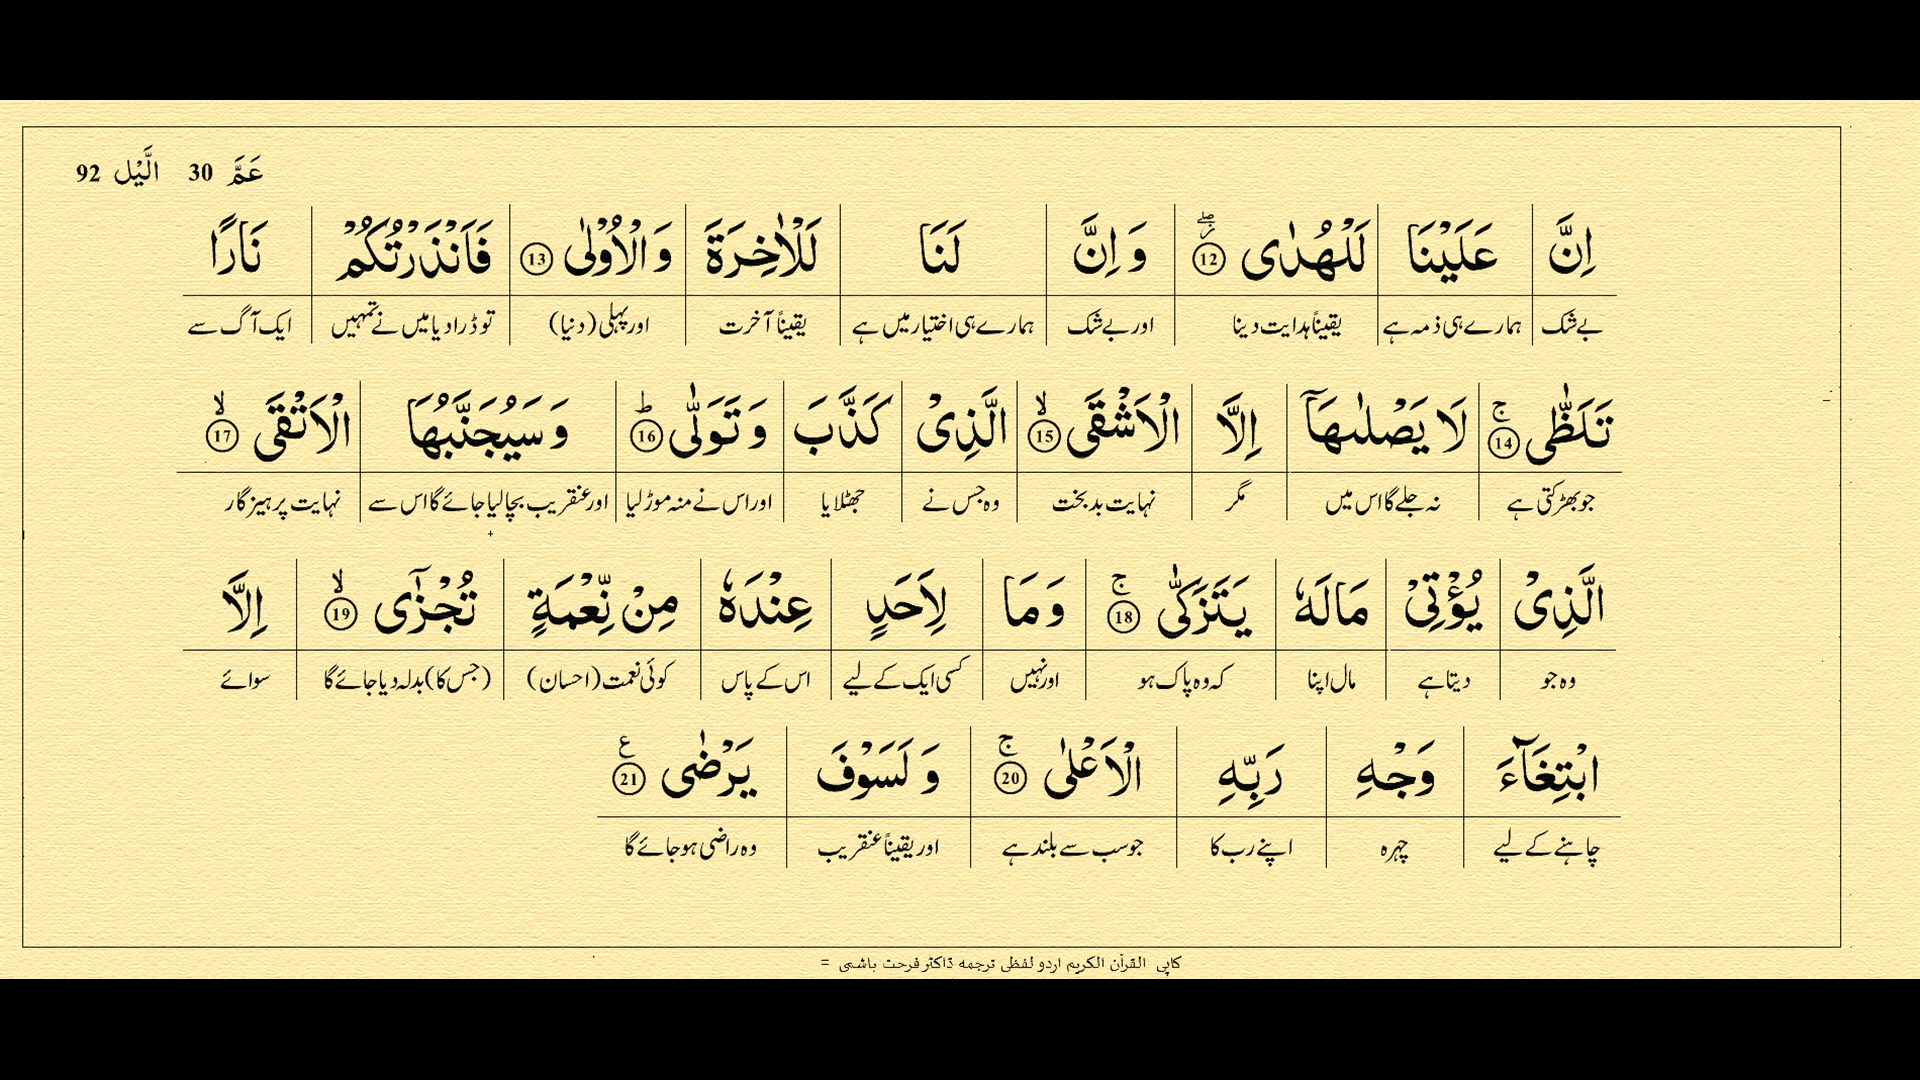 عَمَّ 30 الَّیْل 92
اِنَّ عَلَیْنَا لَلْهُدٰی ۖ 12 وَ اِنَّ لَنَا لَلْاٰخِرَةَ وَالْاُوْلٰی 13 فَاَنْذَرْتُكُمْ نَارًا
بے شک ہمارے ہی ذمہ ہے یقیناً ہدایت دینا اور بے شک ہمارے ہی اختیار میں ہے یقیناً آخرت اور پہلی (دنیا) تو ڈرا دیا میں نے تمہیں ایک آگ سے
تَلَظّٰی ۚ 14 لَا یَصْلٰىهَاۤ اِلَّا الْاَشْقَی ۙ 15 الَّذِیْ كَذَّبَ وَ تَوَلّٰی ؕ 16 وَ سَیُجَنَّبُهَا الْاَتْقَی ۙ 17
جو بھڑکتی ہے نہ جلے گا اس میں مگر نہایت بد بخت وہ جس نے جھٹلایا اور اس نے منہ موڑ لیا اور عنقریب بچا لیا جائے گا اس سے نہایت پرہیز گار
الَّذِیْ یُؤْتِیْ مَالَهٗ یَتَزَكّٰی ۚ 18 وَ مَا لِاَحَدٍ عِنْدَهٗ مِنْ نِّعْمَةٍ تُجْزٰۤی ۙ 19 اِلَّا
وہ جو دیتا ہے مال اپنا کہ وہ پاک ہو اور نہیں کسی ایک کے لیے اس کے پاس کوئی نعمت (احسان) (جس کا) بدلہ دیا جائے گا سوائے
ابْتِغَآءَ وَجْهِ رَبِّهِ الْاَعْلٰی ۚ 20 وَ لَسَوْفَ یَرْضٰی ع 21
چاہنے کے لیے چہرہ اپنے رب کا جو سب سے بلند ہے اور یقیناً عنقریب وہ راضی ہو جائے گا
کاپی القرآن الکریم اردو لفظی ترجمہ ڈاکٹر فرحت ہاشمی =